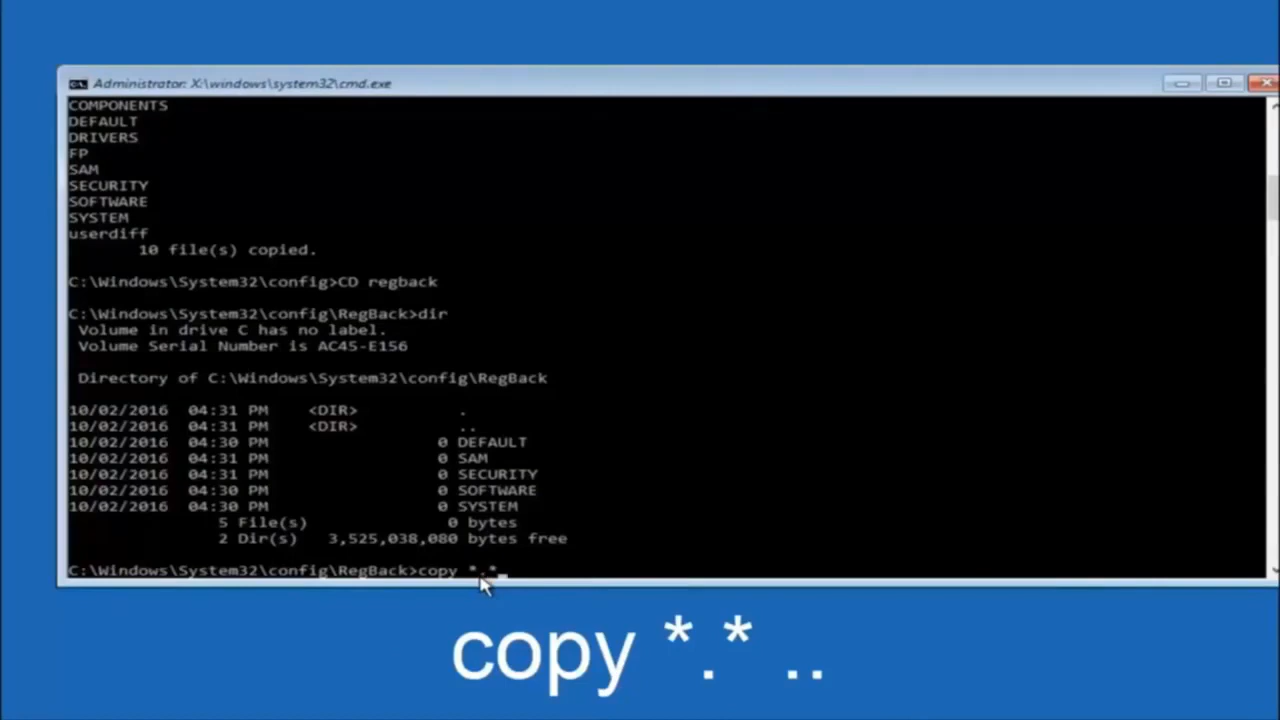 Administrator: X:\windows\system32\cmd.exe
COMPONENTS
DEFAULT
DRIVERS
FP
SAM
SECURITY
SOFTWARE
SYSTEM
userdiff
10 file(s) copied.
C:\Windows\System32\config>CD regback
C:\Windows\System32\config\RegBack>dir
Volume in drive C has no label.
Volume Serial Number is AC45-E156
Directory of C:\Windows\System32\config\RegBack
10/02/2016 04:31 PM <DIR> .
10/02/2016 04:31 PM <DIR> ..
10/02/2016 04:30 PM 0 DEFAULT
10/02/2016 04:31 PM 0 SAM
10/02/2016 04:31 PM 0 SECURITY
10/02/2016 04:30 PM 0 SOFTWARE
10/02/2016 04:30 PM 0 SYSTEM
5 File(s) 0 bytes
2 Dir(s) 3,525,038,080 bytes free
C:\Windows\System32\config\RegBack>copy *.*_
copy *.* ..